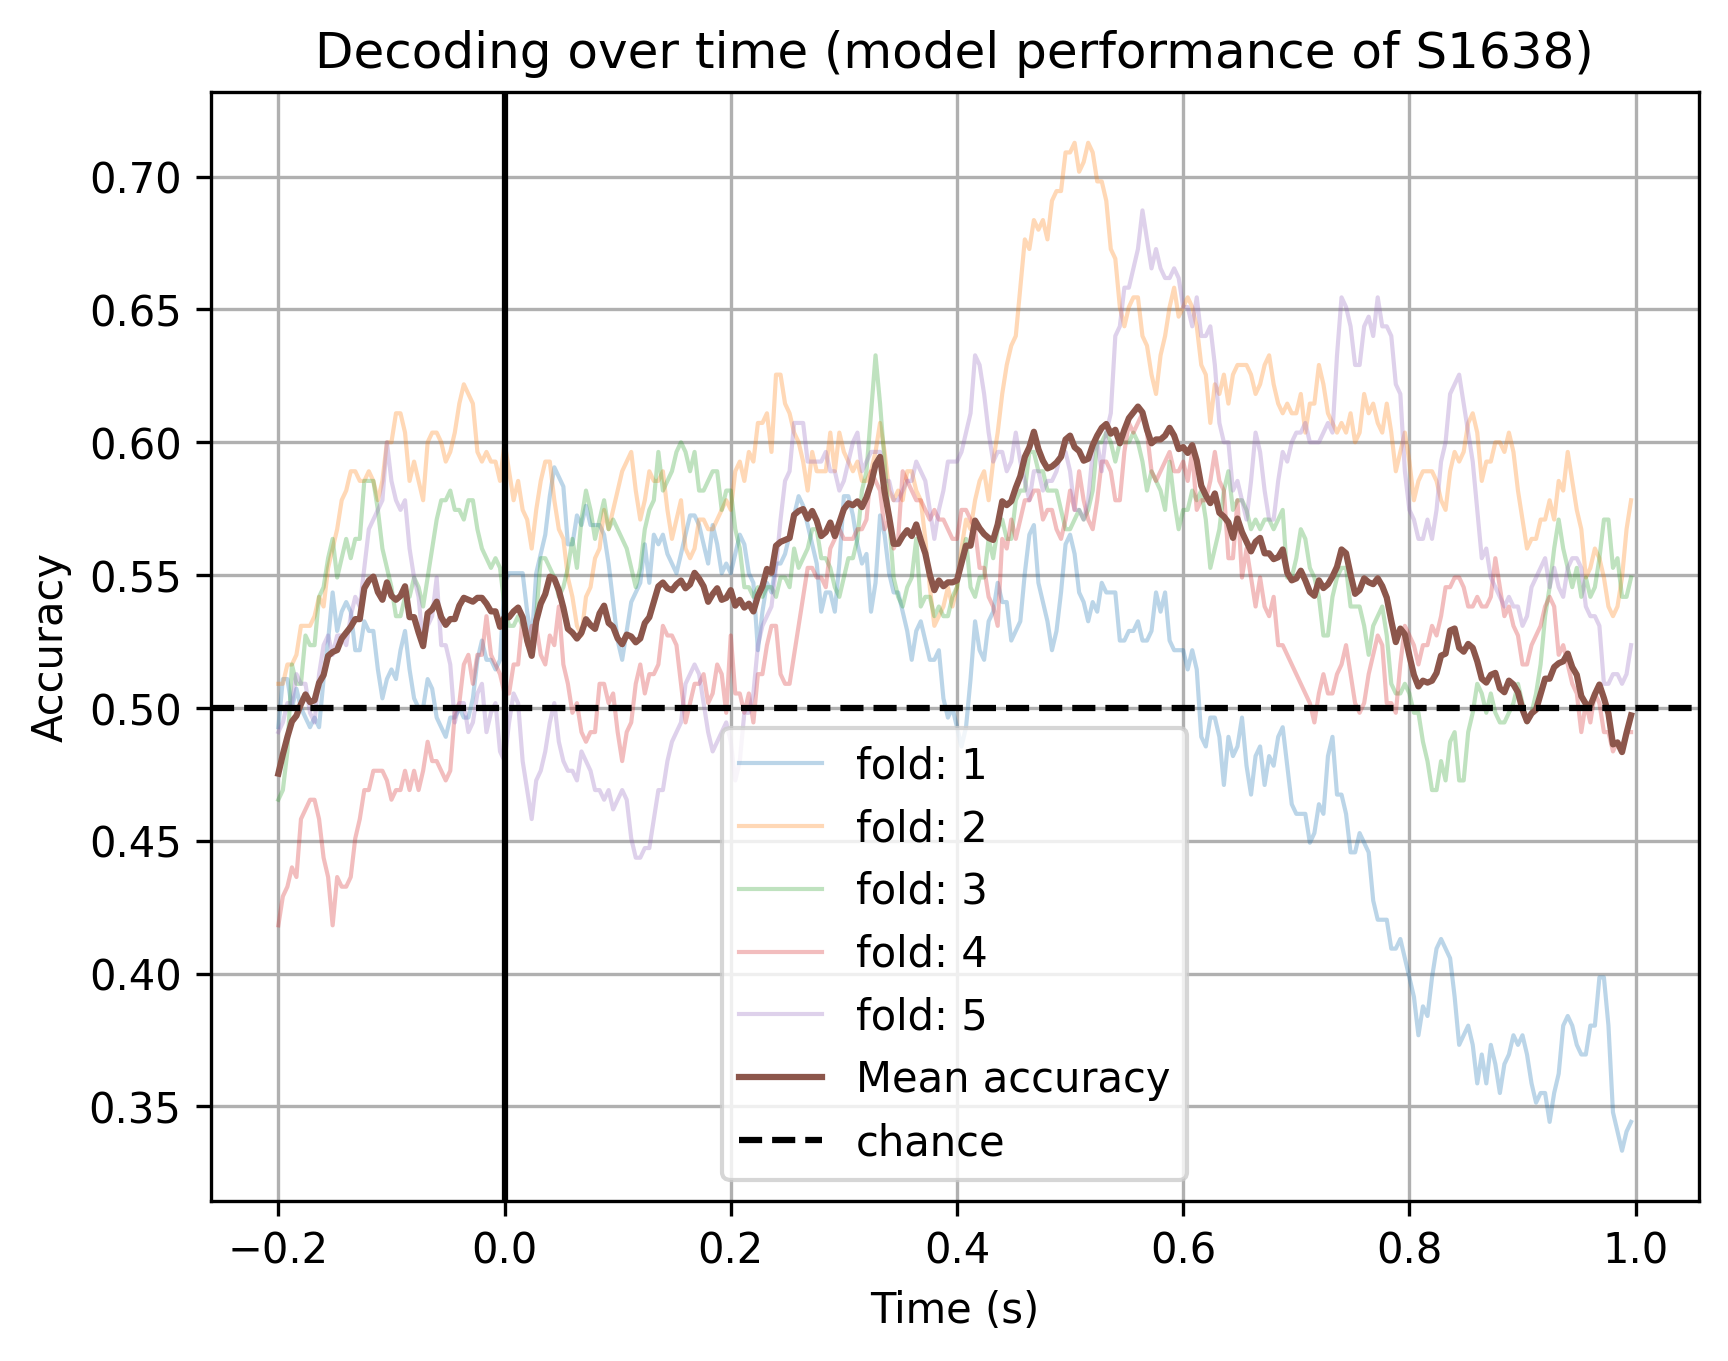 Decoding over time (model performance of S1638)
Accuracy
0.70
0.65
0.60
0.55
0.50
0.45
0.40
0.35
fold: 1
fold: 2
fold: 3
fold: 4
fold: 5
Mean accuracy
chance
−0.2 0.0 0.2 0.4 0.6 0.8 1.0
Time (s)